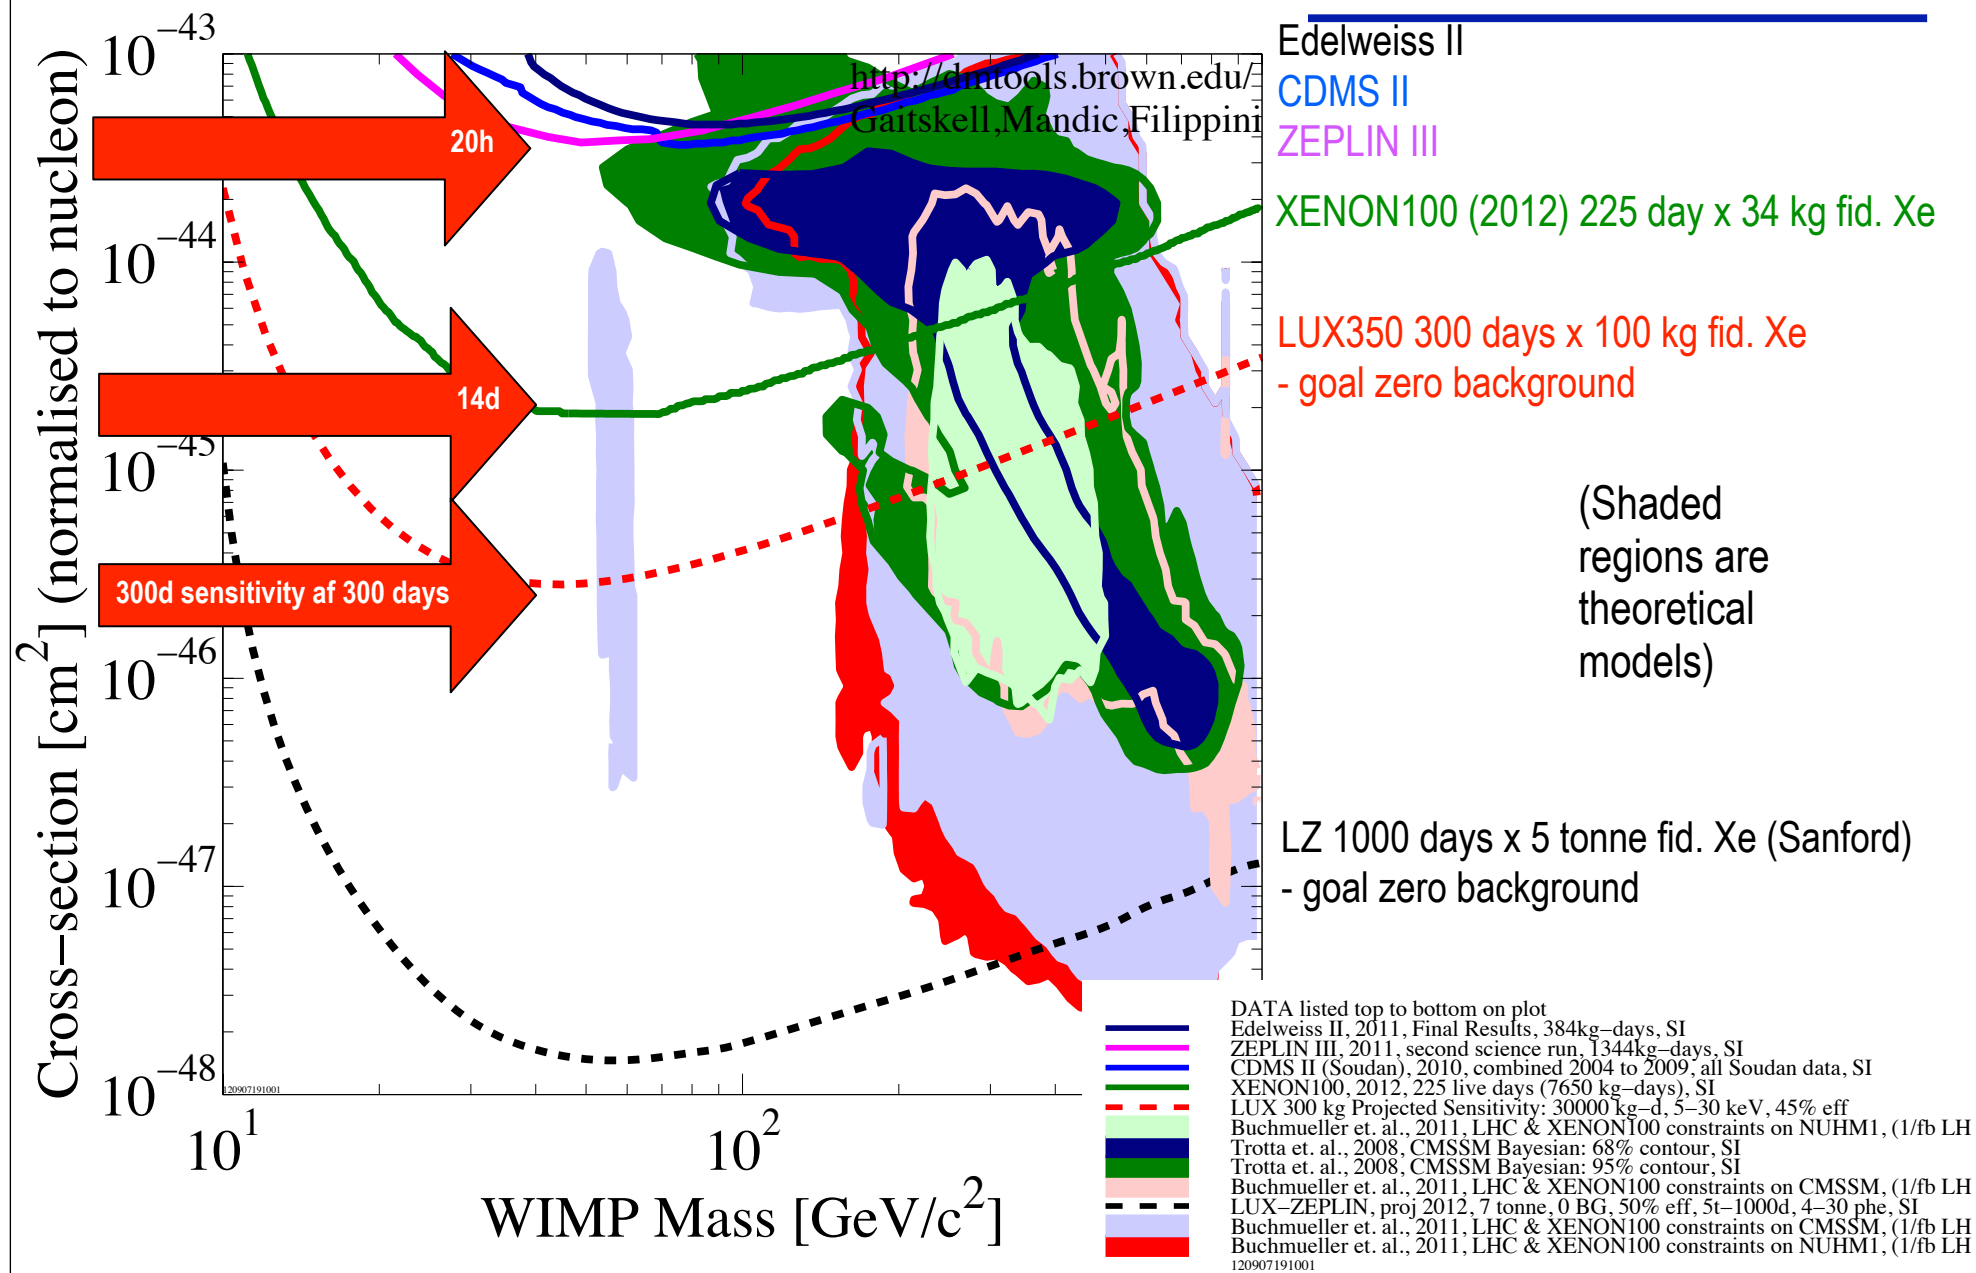 Edelweiss II
CDMS II
ZEPLIN III
XENON100 (2012) 225 day x 34 kg fid. Xe
LUX350 300 days x 100 kg fid. Xe
- goal zero background
(Shaded
regions are
theoretical
models)
LZ 1000 days x 5 tonne fid. Xe (Sanford)
- goal zero background
http://dmtools.brown.edu/
Gaitskell,Mandic,Filippini
20h
14d
300d sensitivity af 300 days
Cross−section [cm2] (normalised to nucleon)
10−43
10−44
10−45
10−46
10−47
10−48
120907191001
101
102
WIMP Mass [GeV/c2]
DATA listed top to bottom on plot
Edelweiss II, 2011, Final Results, 384kg−days, SI
ZEPLIN III, 2011, second science run, 1344kg−days, SI
CDMS II (Soudan), 2010, combined 2004 to 2009, all Soudan data, SI
XENON100, 2012, 225 live days (7650 kg−days), SI
LUX 300 kg Projected Sensitivity: 30000 kg−d, 5−30 keV, 45% eff
Buchmueller et. al., 2011, LHC & XENON100 constraints on NUHM1, (1/fb LH
Trotta et. al., 2008, CMSSM Bayesian: 68% contour, SI
Trotta et. al., 2008, CMSSM Bayesian: 95% contour, SI
Buchmueller et. al., 2011, LHC & XENON100 constraints on CMSSM, (1/fb LH
LUX−ZEPLIN, proj 2012, 7 tonne, 0 BG, 50% eff, 5t−1000d, 4−30 phe, SI
Buchmueller et. al., 2011, LHC & XENON100 constraints on CMSSM, (1/fb LH
Buchmueller et. al., 2011, LHC & XENON100 constraints on NUHM1, (1/fb LH
120907191001